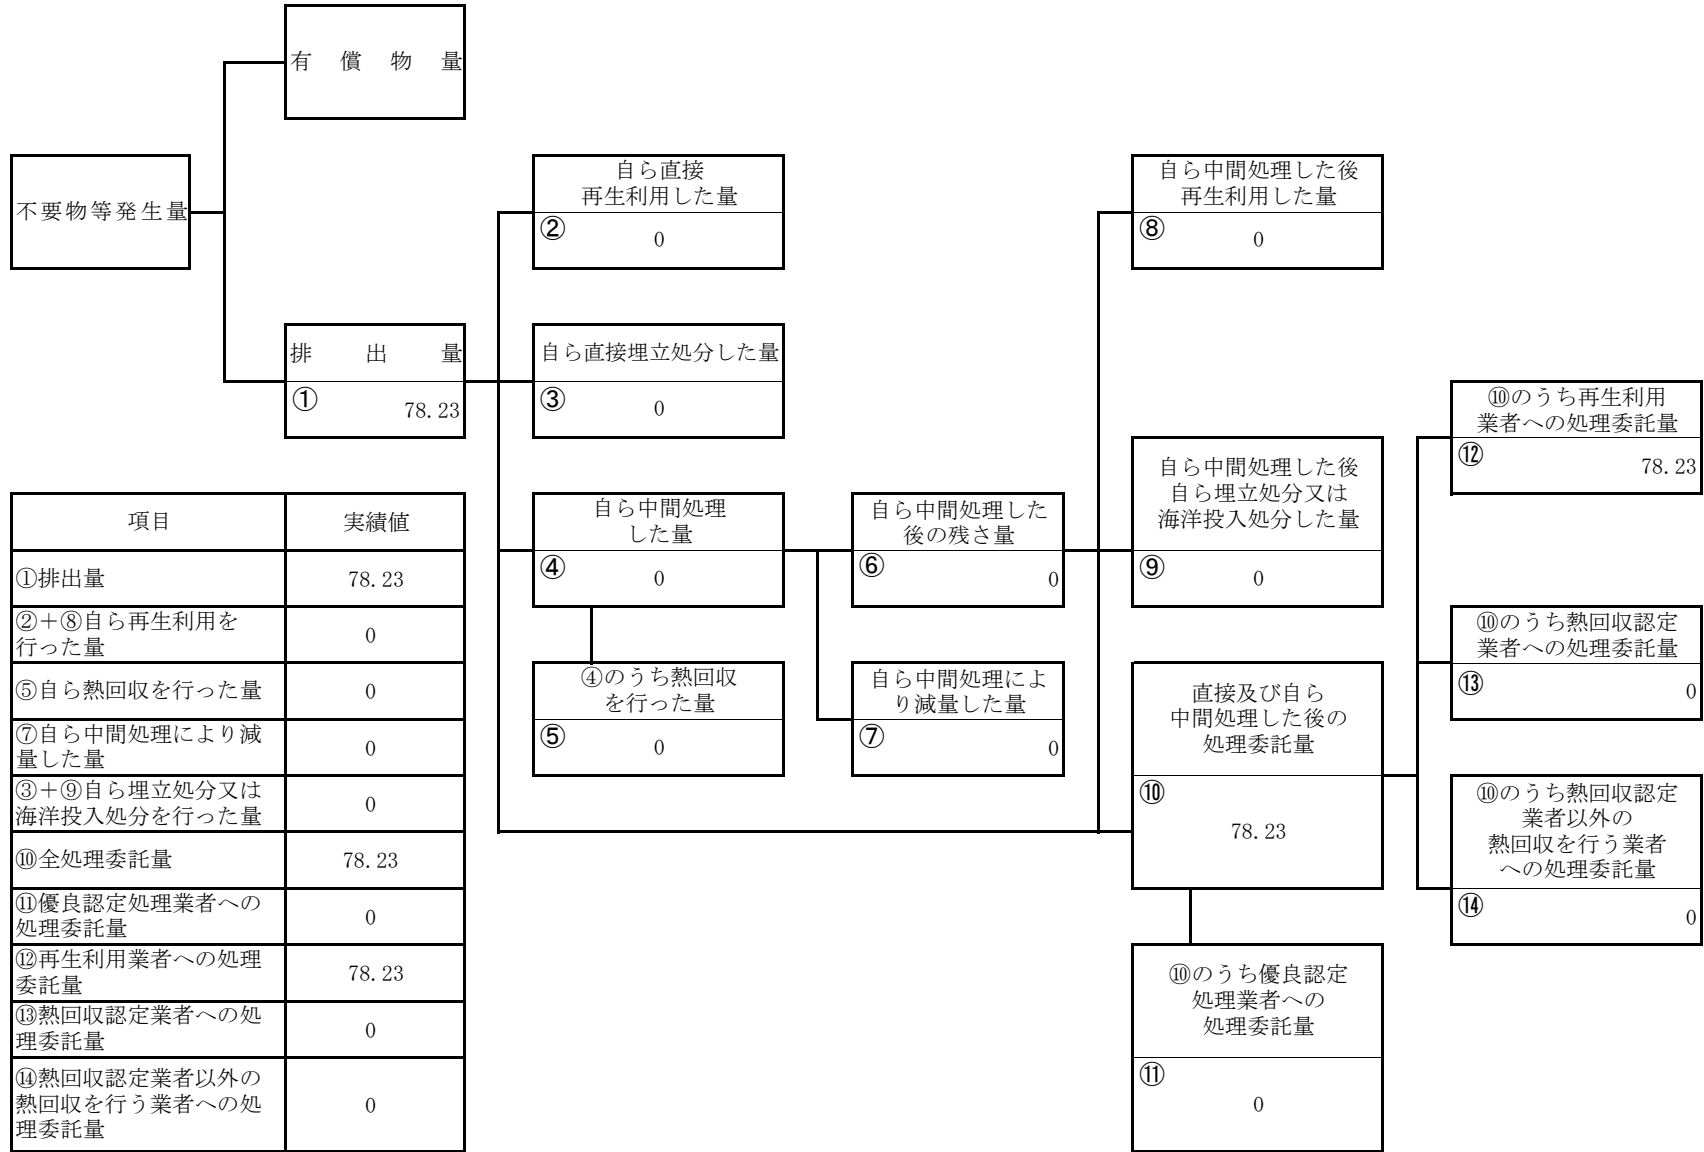 有償物量
不要物等発生量
自ら直接
再生利用した量
②
0
自ら中間処理した後
再生利用した量
⑧
0
排出量
①
78.23
自ら直接埋立処分した量
③
0
⑩のうち再生利用
業者への処理委託量
⑫
78.23
自ら中間処理した後
自ら埋立処分又は
海洋投入処分した量
⑨
0
自ら中間処理
した量
④
0
自ら中間処理した
後の残さ量
⑥
0
⑩のうち熱回収認定
業者への処理委託量
⑬
0
④のうち熱回収
を行った量
⑤
0
自ら中間処理によ
り減量した量
⑦
0
直接及び自ら
中間処理した後の
処理委託量
⑩
78.23
⑩のうち熱回収認定
業者以外の
熱回収を行う業者
への処理委託量
⑭
0
⑩のうち優良認定
処理業者への
処理委託量
⑪
0
項目 実績値
①排出量 78.23
②+⑧自ら再生利用を
行った量
0
⑤自ら熱回収を行った量 0
⑦自ら中間処理により減
量した量
0
③+⑨自ら埋立処分又は
海洋投入処分を行った量
0
⑩全処理委託量 78.23
⑪優良認定処理業者への
処理委託量
0
⑫再生利用業者への処理
委託量
78.23
⑬熱回収認定業者への処
理委託量
0
⑭熱回収認定業者以外の
熱回収を行う業者への処
理委託量
0